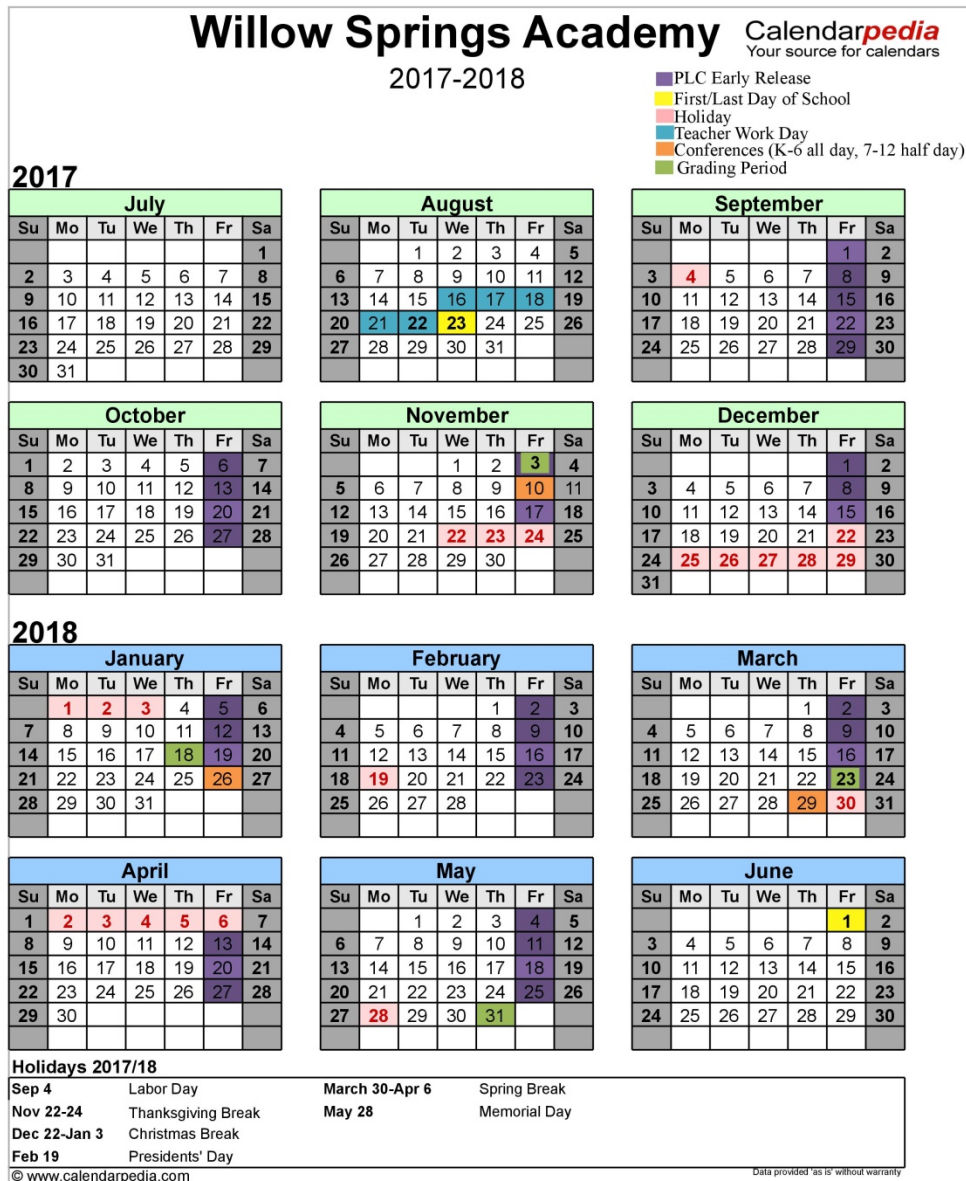 Willow Springs Academy
Calendarpedia
Your source for calendars
2017-2018
PLC Early Release
First/Last Day of School
Holiday
Teacher Work Day
Conferences (K-6 all day, 7-12 half day)
Grading Period
2017
July August September
Su Mo Tu We Th Fr Sa Su Mo Tu We Th Fr Sa Su Mo Tu We Th Fr Sa
1 1 2 3 4 5 1 2
2 3 4 5 6 7 8 6 7 8 9 10 11 12 3 4 5 6 7 8 9
9 10 11 12 13 14 15 13 14 15 16 17 18 19 10 11 12 13 14 15 16
16 17 18 19 20 21 22 20 21 22 23 24 25 26 17 18 19 20 21 22 23
23 24 25 26 27 28 29 27 28 29 30 31 24 25 26 27 28 29 30
30 31
October November December
Su Mo Tu We Th Fr Sa Su Mo Tu We Th Fr Sa Su Mo Tu We Th Fr Sa
1 2 3 4 5 6 7 1 2 3 4 1 2
8 9 10 11 12 13 14 5 6 7 8 9 10 11 3 4 5 6 7 8 9
15 16 17 18 19 20 21 12 13 14 15 16 17 18 10 11 12 13 14 15 16
22 23 24 25 26 27 28 19 20 21 22 23 24 25 17 18 19 20 21 22 23
29 30 31 26 27 28 29 30 24 25 26 27 28 29 30
31
2018
January February March
Su Mo Tu We Th Fr Sa Su Mo Tu We Th Fr Sa Su Mo Tu We Th Fr Sa
1 2 3 4 5 6 1 2 3 1 2 3
7 8 9 10 11 12 13 4 5 6 7 8 9 10 4 5 6 7 8 9 10
14 15 16 17 18 19 20 11 12 13 14 15 16 17 11 12 13 14 15 16 17
21 22 23 24 25 26 27 18 19 20 21 22 23 24 18 19 20 21 22 23 24
28 29 30 31 25 26 27 28 25 26 27 28 29 30 31
April May June
Su Mo Tu We Th Fr Sa Su Mo Tu We Th Fr Sa Su Mo Tu We Th Fr Sa
1 2 3 4 5 6 7 1 2 3 4 5 1 2
8 9 10 11 12 13 14 6 7 8 9 10 11 12 3 4 5 6 7 8 9
15 16 17 18 19 20 21 13 14 15 16 17 18 19 10 11 12 13 14 15 16
22 23 24 25 26 27 28 20 21 22 23 24 25 26 17 18 19 20 21 22 23
29 30 27 28 29 30 31 24 25 26 27 28 29 30
Holidays 2017/18
Sep 4 Labor Day March 30-Apr 6 Spring Break
Nov 22-24 Thanksgiving Break May 28 Memorial Day
Dec 22-Jan 3 Christmas Break
Feb 19 Presidents' Day
© www.calendarpedia.com Data provided 'as is' without warranty